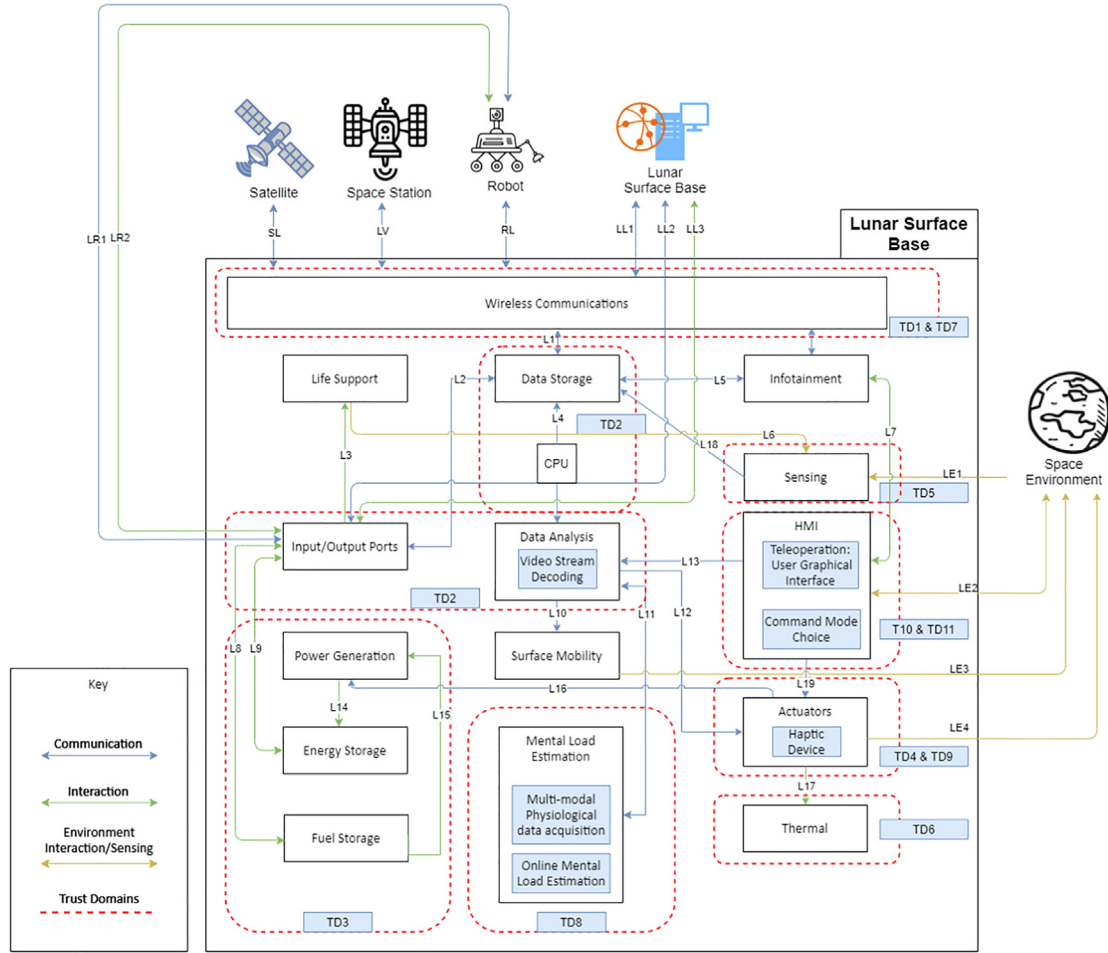 LR1
LR2
Satellite
Space Station
Robot
Lunar
Surface Base
SL
LV
RL
LL1
LL2
LL3
Lunar Surface
Base
Wireless Communications
TD1 & TD7
L1
Life Support
L2
Data Storage
L5
Infotainment
L4
TD2
L3
L6
L18
L7
CPU
Sensing
LE1
TD5
Space
Environment
Input/Output Ports
Data Analysis
Video Stream
Decoding
TD2
L13
HMI
Teleoperation:
User Graphical
Interface
Command Mode
Choice
LE2
T10 & TD11
L10
L11
L12
L8
L9
Power Generation
Surface Mobility
LE3
L16
L19
L14
L15
Energy Storage
Fuel Storage
TD3
Mental Load
Estimation
Multi-modal
Physiological
data acquisition
Online Mental
Load Estimation
TD8
Actuators
Haptic
Device
LE4
TD4 & TD9
L17
Thermal
TD6
Key
Communication
Interaction
Environment
Interaction/Sensing
Trust Domains